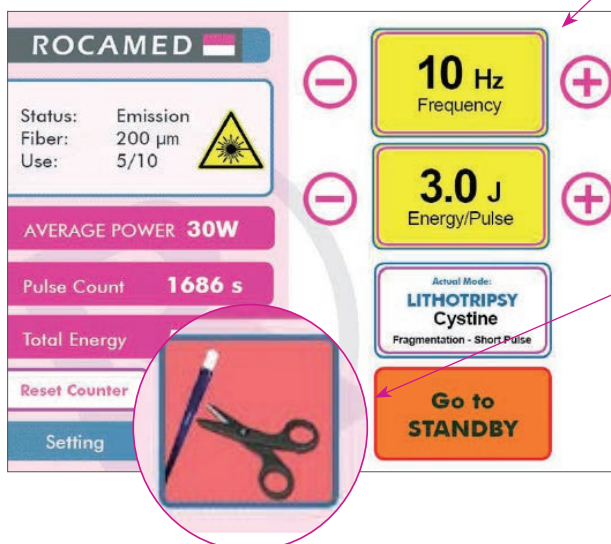 ROCAMED
Status: Emission
Fiber: 200 µm
Use: 5/10
AVERAGE POWER 30W
Pulse Count 1686 s
Total Energy
Reset Counter
Setting
10 Hz
Frequency
3.0 J
Energy/Pulse
Actual Mode:
LITHOTRIPSY
Cystine
Fragmentation - Short Pulse
Go to
STANDBY